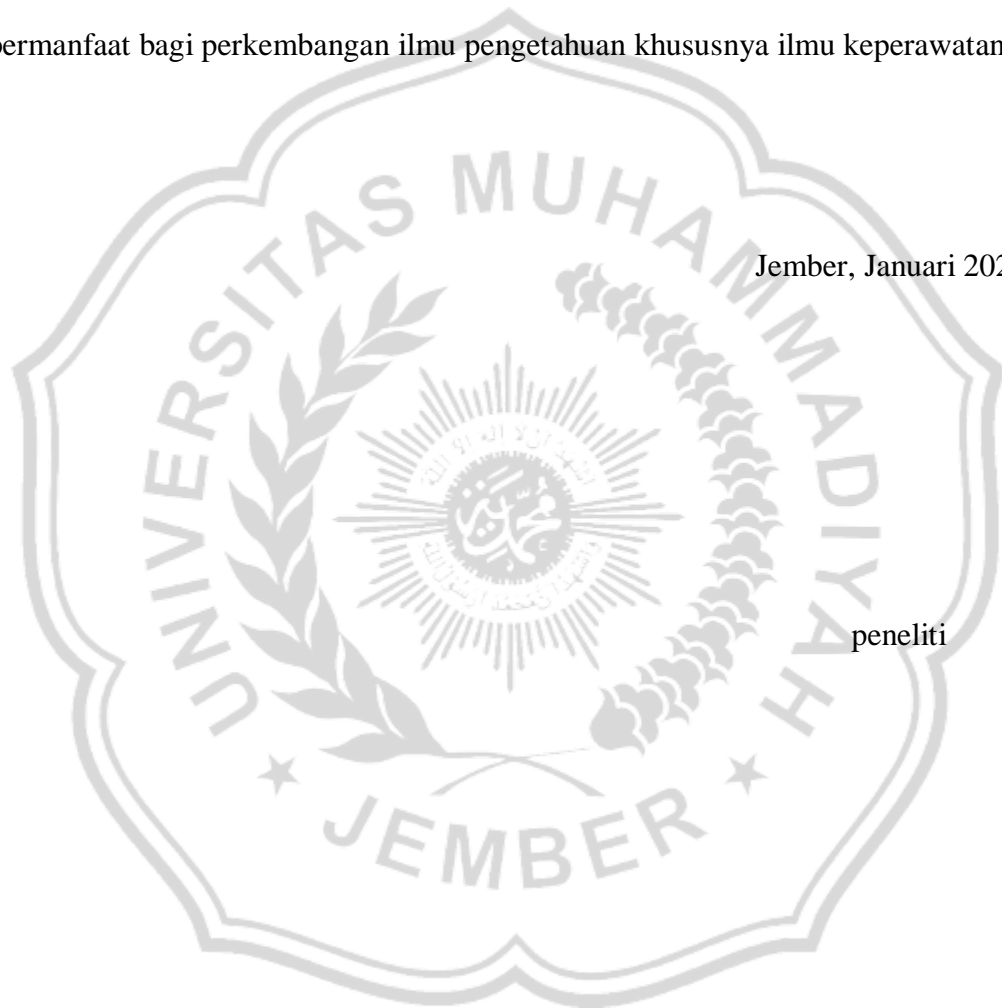 bermanfaat bagi perkembangan ilmu pengetahuan khususnya ilmu keperawatan
Jember, Januari 202
peneliti
UNIVERSITAS MUHAMMADIYAH
JEMBER